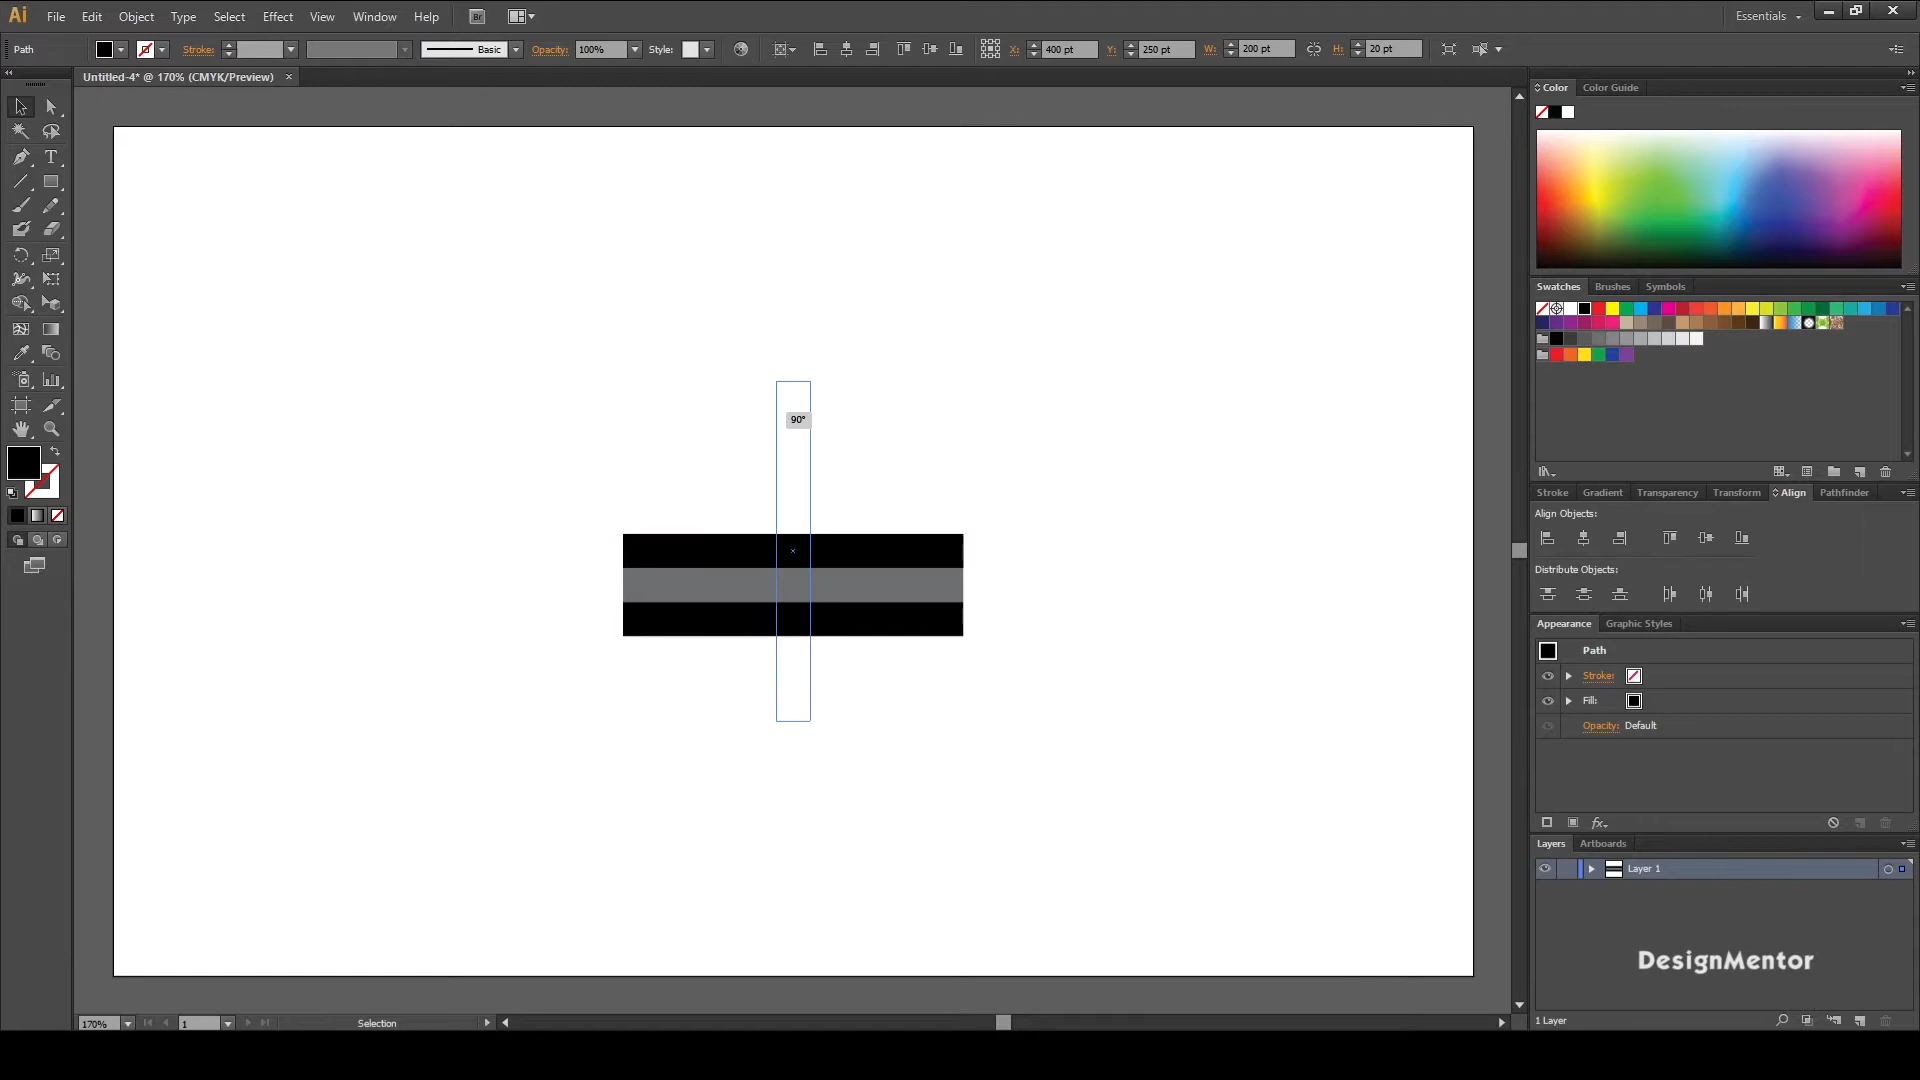 Ai File Edit Object Type Select Effect View Window Help Br Essentials
Path Stroke: Basic Opacity: 100% Style: X: 400 pt Y: 250 pt W: 200 pt H: 20 pt
Untitled-4* @ 170% (CMYK/Preview) ×
Color Color Guide
Swatches Brushes Symbols
90°
Stroke Gradient Transparency Transform Align Pathfinder
Align Objects:
Distribute Objects:
Appearance Graphic Styles
Path
Stroke:
Fill:
Opacity: Default
fx
Layers Artboards
Layer 1
DesignMentor
170% 1 Selection
1 Layer